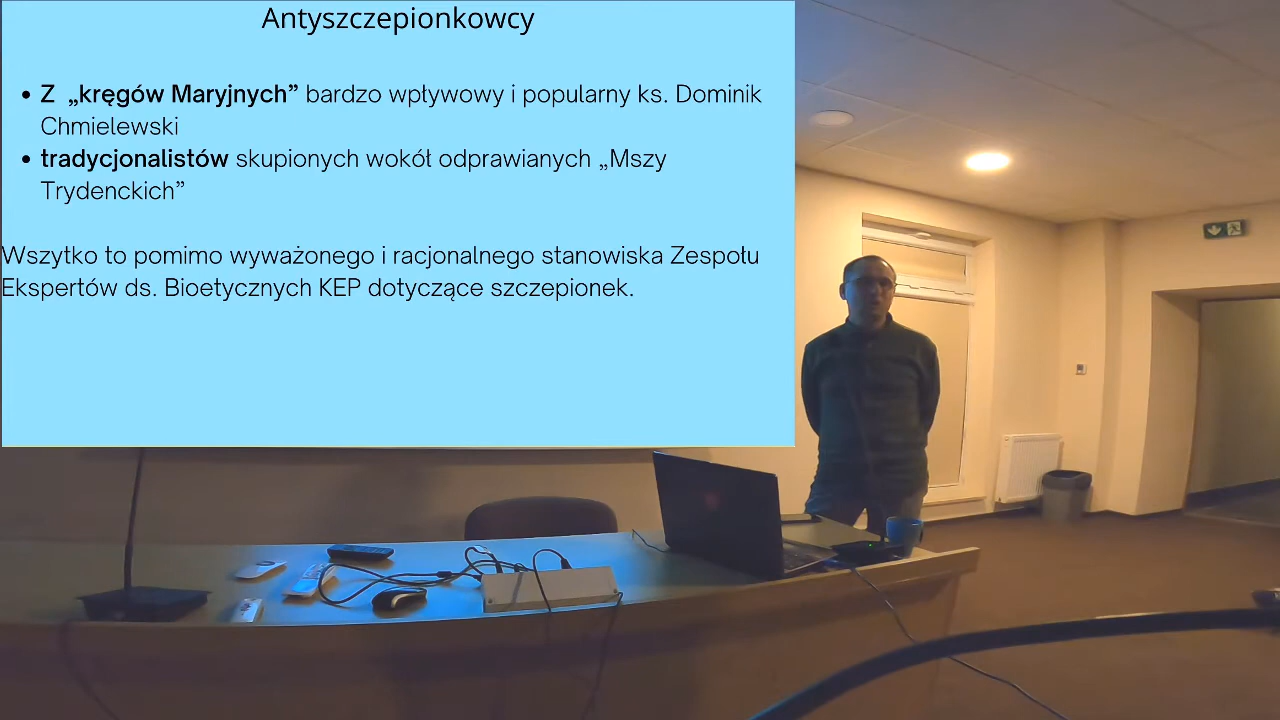 Antyszczepionkowcy
• Z „kręgów Maryjnych” bardzo wpływowy i popularny ks. Dominik
Chmielewski
• tradycjonalistów skupionych wokół odprawianych „Mszy
Trydenckich”
Wszytko to pomimo wyważonego i racjonalnego stanowiska Zespołu
Ekspertów ds. Bioetycznych KEP dotyczące szczepionek.